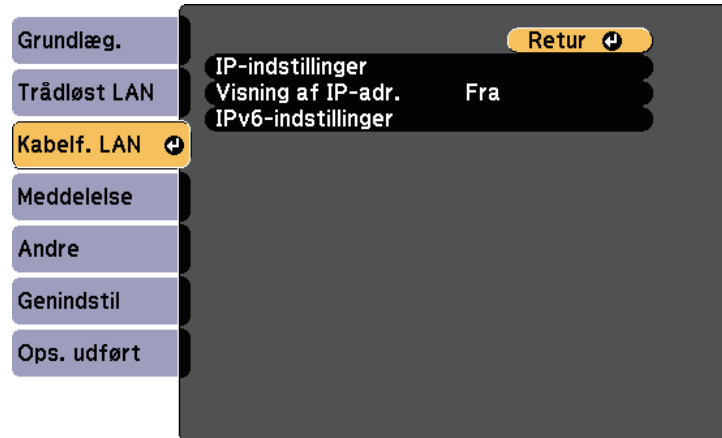 Grundlæg.
Trådløst LAN
Kabelf. LAN
Meddelelse
Andre
Genindstil
Ops. udført
Retur
IP-indstillinger
Visning af IP-adr. Fra
IPv6-indstillinger